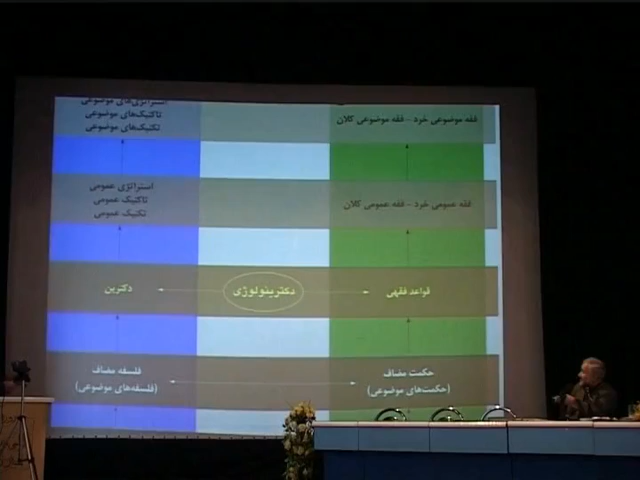 فقه موضوعی خرد - فقه موضوعی کلان
استراتژی‌های موضوعی
تاکتیک‌های موضوعی
تکنیک‌های موضوعی
فقه عمومی خرد - فقه عمومی کلان
استراتژی عمومی
تاکتیک عمومی
تکنیک عمومی
قواعد فقهی
دکترینولوژی
دکترین
حکمت مضاف
(حکمت‌های موضوعی)
فلسفه مضاف
(فلسفه‌های موضوعی)